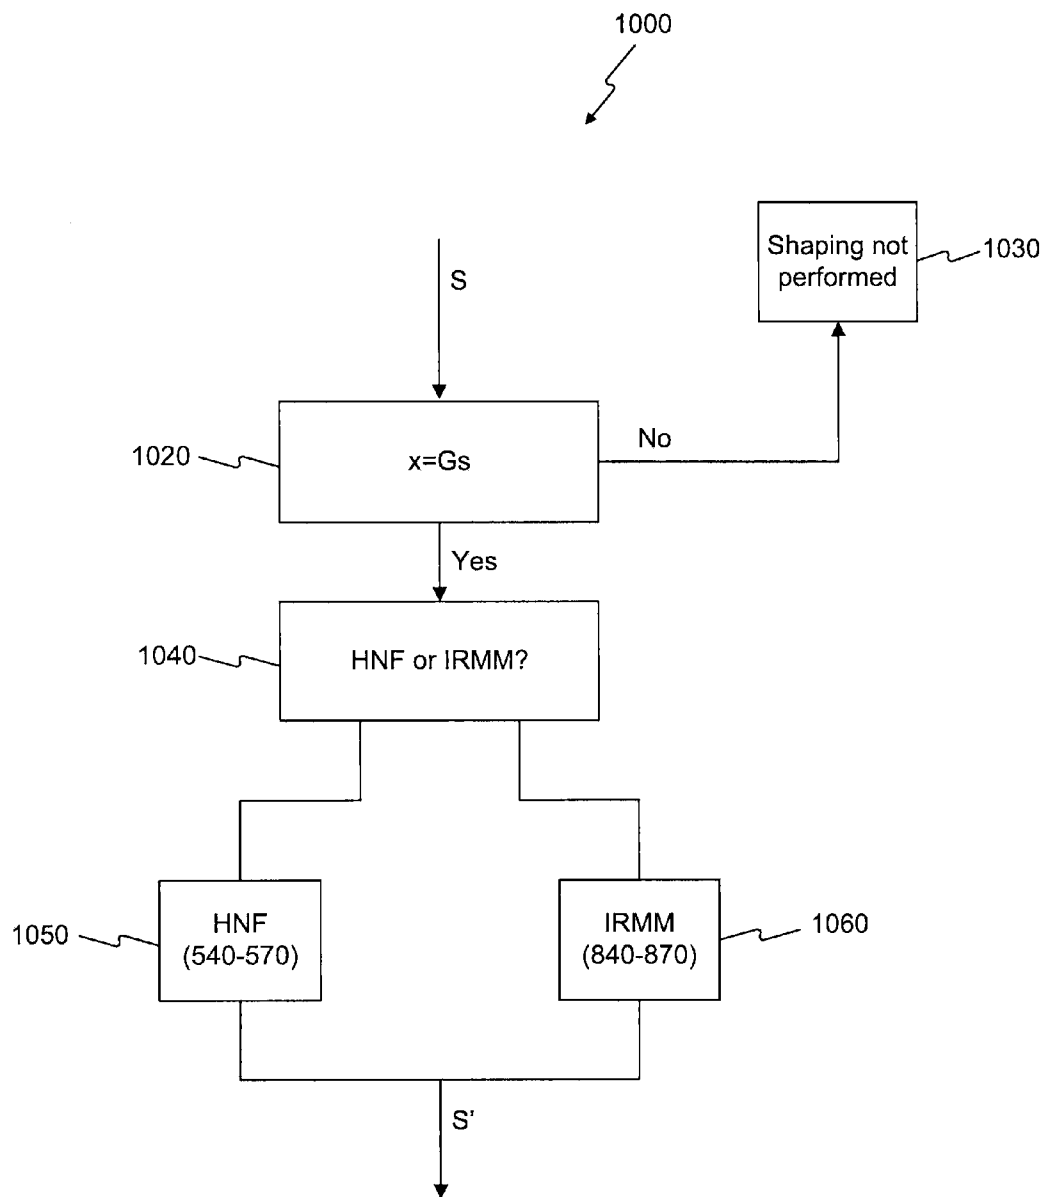 1000
Shaping not
performed
1030
S
1020
x=Gs
No
Yes
1040
HNF or IRMM?
1050
HNF
(540-570)
IRMM
(840-870)
1060
S'